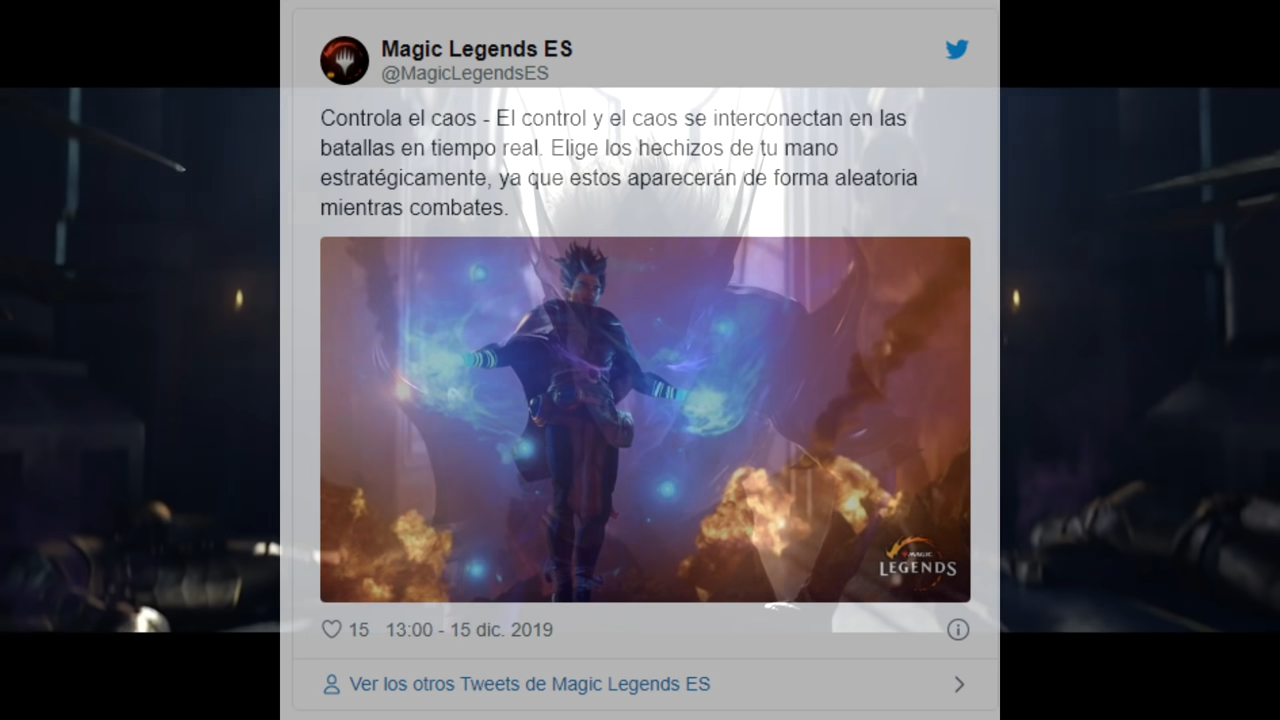 Magic Legends ES
@MagicLegendsES
Controla el caos - El control y el caos se interconectan en las
batallas en tiempo real. Elige los hechizos de tu mano
estratégicamente, ya que estos aparecerán de forma aleatoria
mientras combates.
MAGIC
LEGENDS
15 13:00 - 15 dic. 2019
Ver los otros Tweets de Magic Legends ES